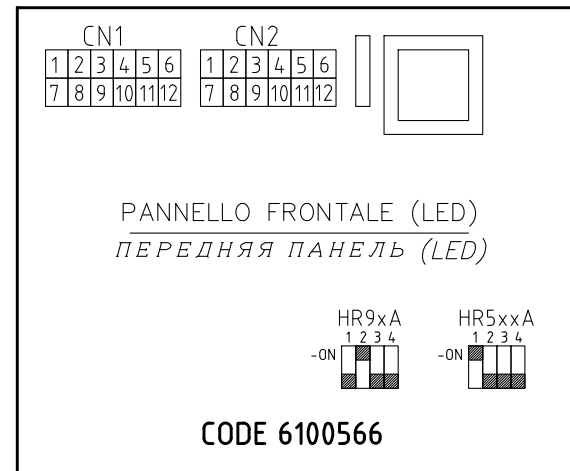 CN1 CN2
1 2 3 4 5 6 1 2 3 4 5 6
7 8 9 10 11 12 7 8 9 10 11 12
PANNELLO FRONTALE (LED)
ПЕРЕДНЯЯ ПАНЕЛЬ (LED)
HR9xA HR5xxA
1 2 3 4 1 2 3 4
-ON -ON
CODE 6100566